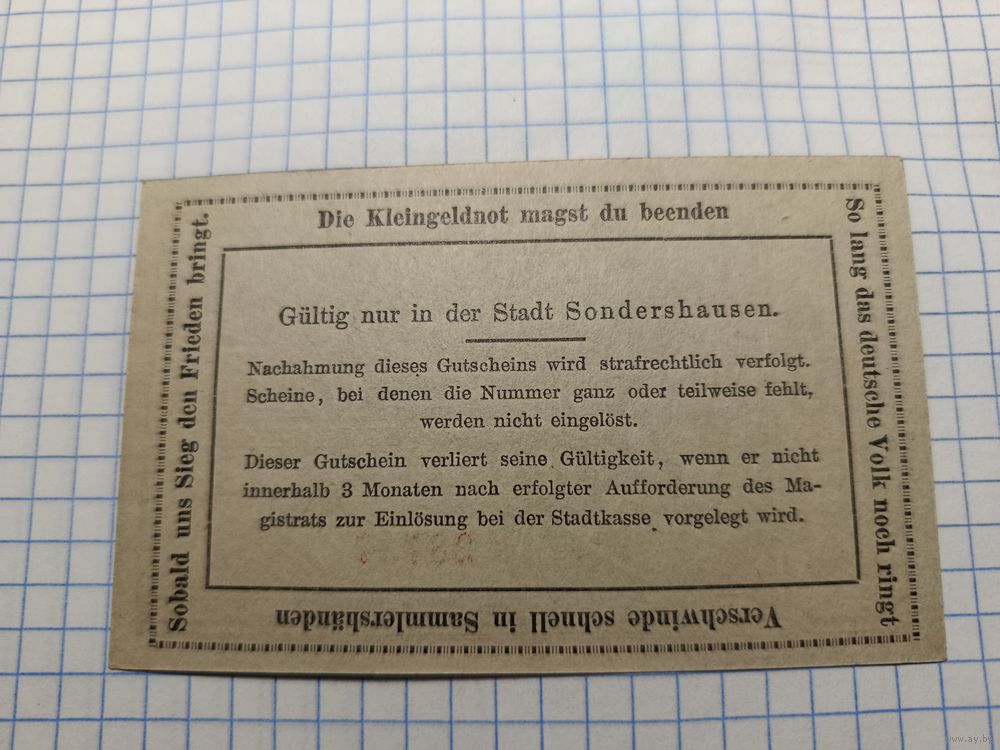 Die Kleingeldnot magst du beenden
So lang das deutsche Volk noch ringt
Verschwinde schnell in Sammlershänden
Sobald uns Sieg den Frieden bringt.
Gültig nur in der Stadt Sondershausen.
Nachahmung dieses Gutscheins wird strafrechtlich verfolgt.
Scheine, bei denen die Nummer ganz oder teilweise fehlt,
werden nicht eingelöst.
Dieser Gutschein verliert seine Gültigkeit, wenn er nicht
innerhalb 3 Monaten nach erfolgter Aufforderung des Ma-
gistrats zur Einlösung bei der Stadtkasse vorgelegt wird.
www.ay.by